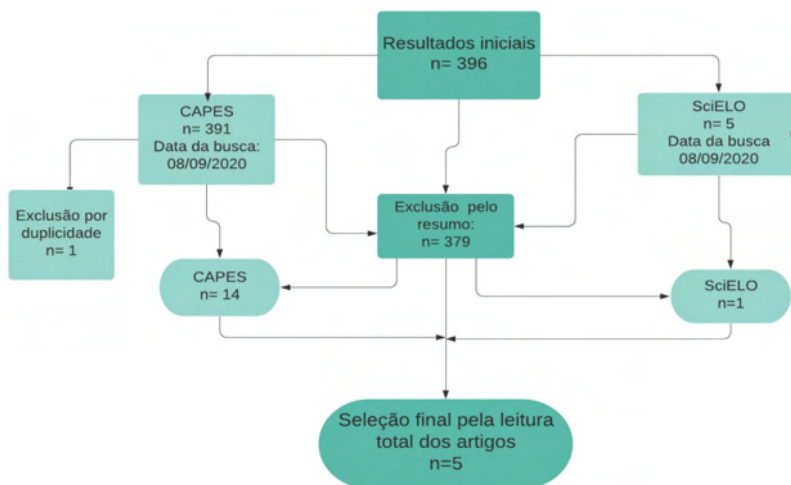 Resultados iniciais
n= 396
CAPES
n= 391
Data da busca:
08/09/2020
SciELO
n= 5
Data da busca
08/09/2020
Exclusão por
duplicidade
n= 1
Exclusão pelo
resumo:
n= 379
CAPES
n= 14
SciELO
n=1
Seleção final pela leitura
total dos artigos
n=5